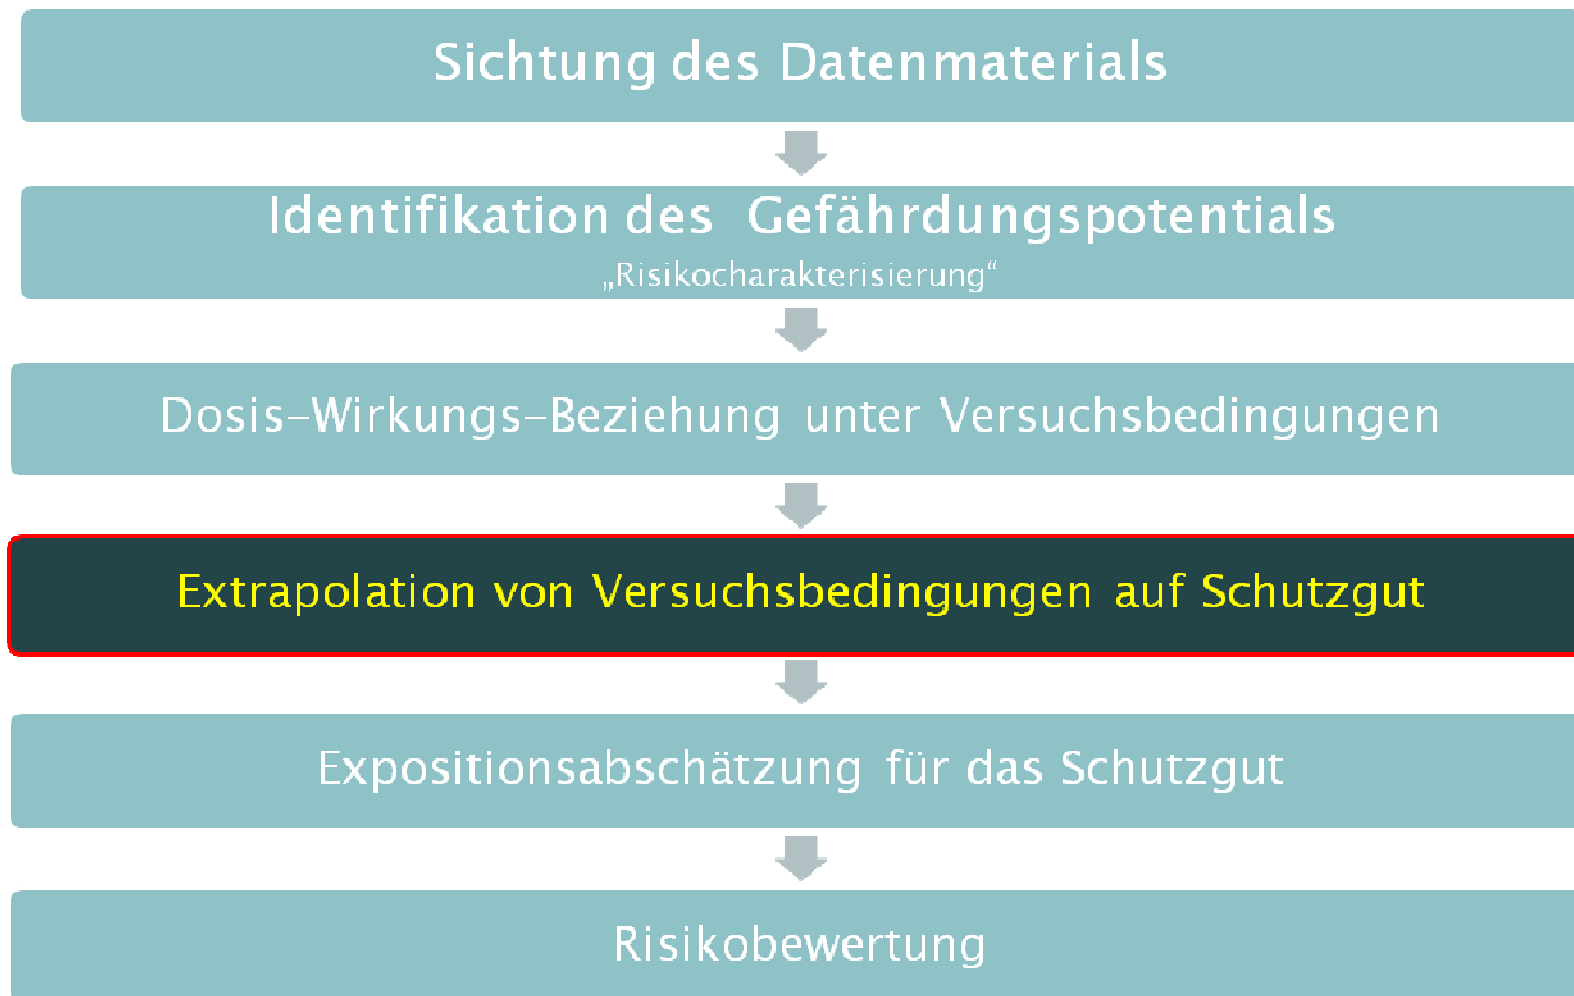 Sichtung des Datenmaterials
Identifikation des Gefährdungspotentials
„Risikocharakterisierung“
Dosis-Wirkungs-Beziehung unter Versuchsbedingungen
Extrapolation von Versuchsbedingungen auf Schutzgut
Expositionsabschätzung für das Schutzgut
Risikobewertung